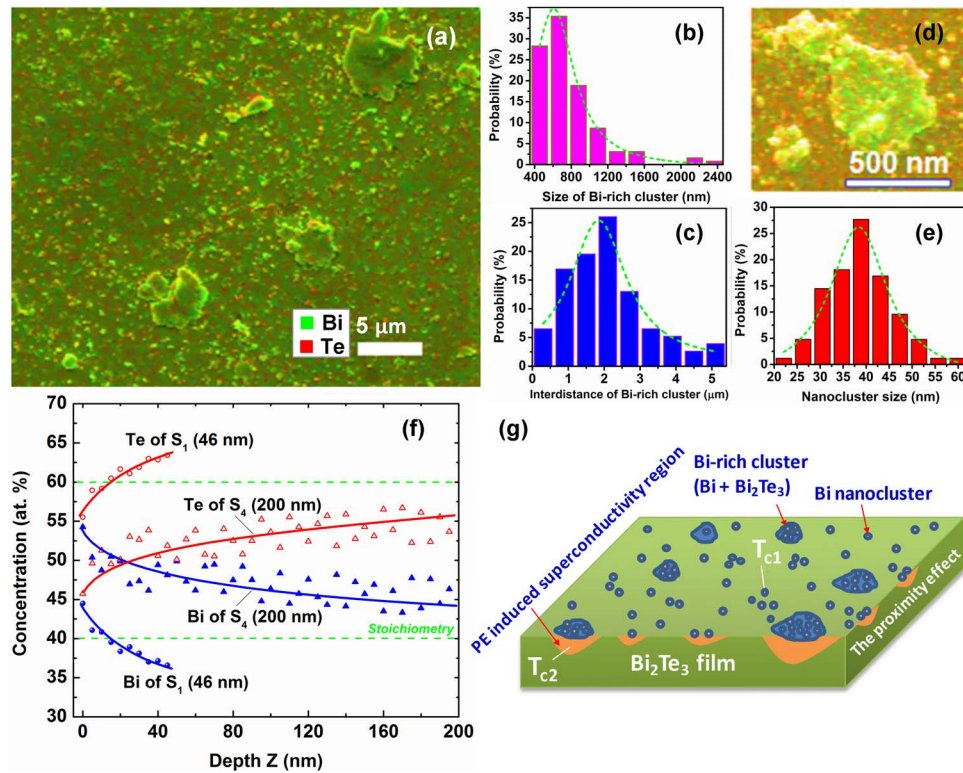 (a)
Bi
Te
5 μm
(b)
Probability (%)
35
30
25
20
15
10
5
0
400 800 1200 1600 2000 2400
Size of Bi-rich cluster (nm)
(d)
500 nm
(c)
Probability (%)
25
20
15
10
5
0
0 1 2 3 4 5
Interdistance of Bi-rich cluster (μm)
(e)
Probability (%)
30
25
20
15
10
5
0
20 25 30 35 40 45 50 55 60
Nanocluster size (nm)
(f)
Concentration (at. %)
70
65
60
55
50
45
40
35
30
Te of S1 (46 nm)
Te of S4 (200 nm)
Bi of S4 (200 nm)
Stoichiometry
Bi of S1 (46 nm)
0 40 80 120 160 200
Depth Z (nm)
(g)
PE induced superconductivity region
Bi-rich cluster
(Bi + Bi2Te3)
Bi nanocluster
Tc1
Tc2
Bi2Te3 film
The proximity effect